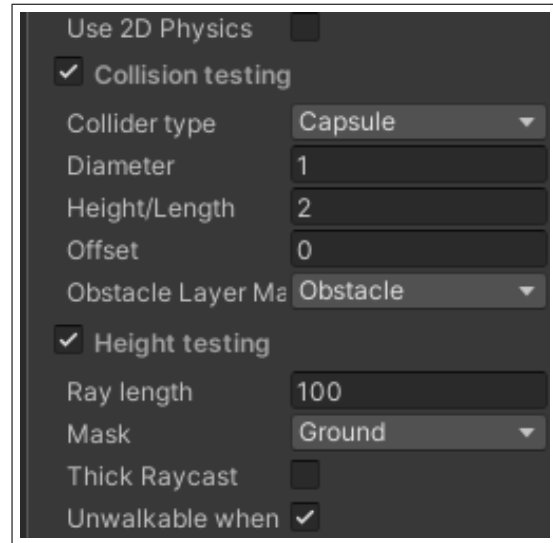 Use 2D Physics
Collision testing
Collider type Capsule
Diameter 1
Height/Length 2
Offset 0
Obstacle Layer Ma Obstacle
Height testing
Ray length 100
Mask Ground
Thick Raycast
Unwalkable when